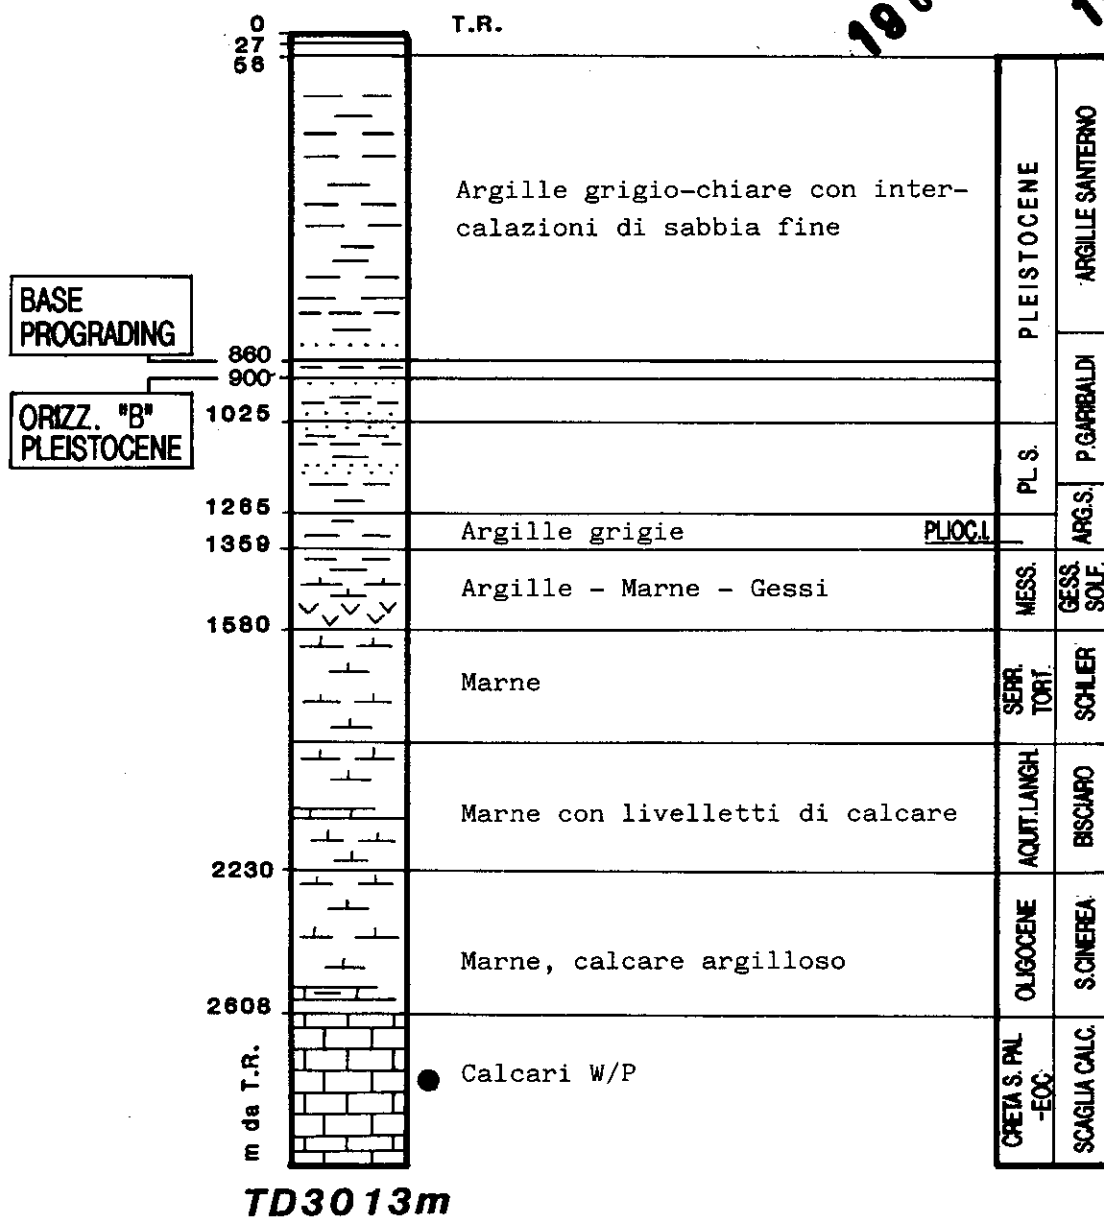 0 T.R.
27
56
Argille grigio-chiare con inter-
calazioni di sabbia fine
BASE
PROGRADING
860
900
ORIZZ. "B"
PLEISTOCENE
1025
1265
Argille grigie PLIOC.I.
1359
Argille - Marne - Gessi
1580
Marne
Marne con livelletti di calcare
2230
Marne, calcare argilloso
2608
Calcari W/P
m da T.R.
TD3013m
PLEISTOCENE
PL. S.
MESS.
SERR.
TORT.
AQUIT.LANGH.
OLIGOCENE
CRETA S. PAL.
-EOC.
ARGILLE SANTERNO
P.GARIBALDI
ARG.S.
GESS.
SOLF.
SCHLIER
BISCIARO
S.CINEREA
SCAGLIA CALC.